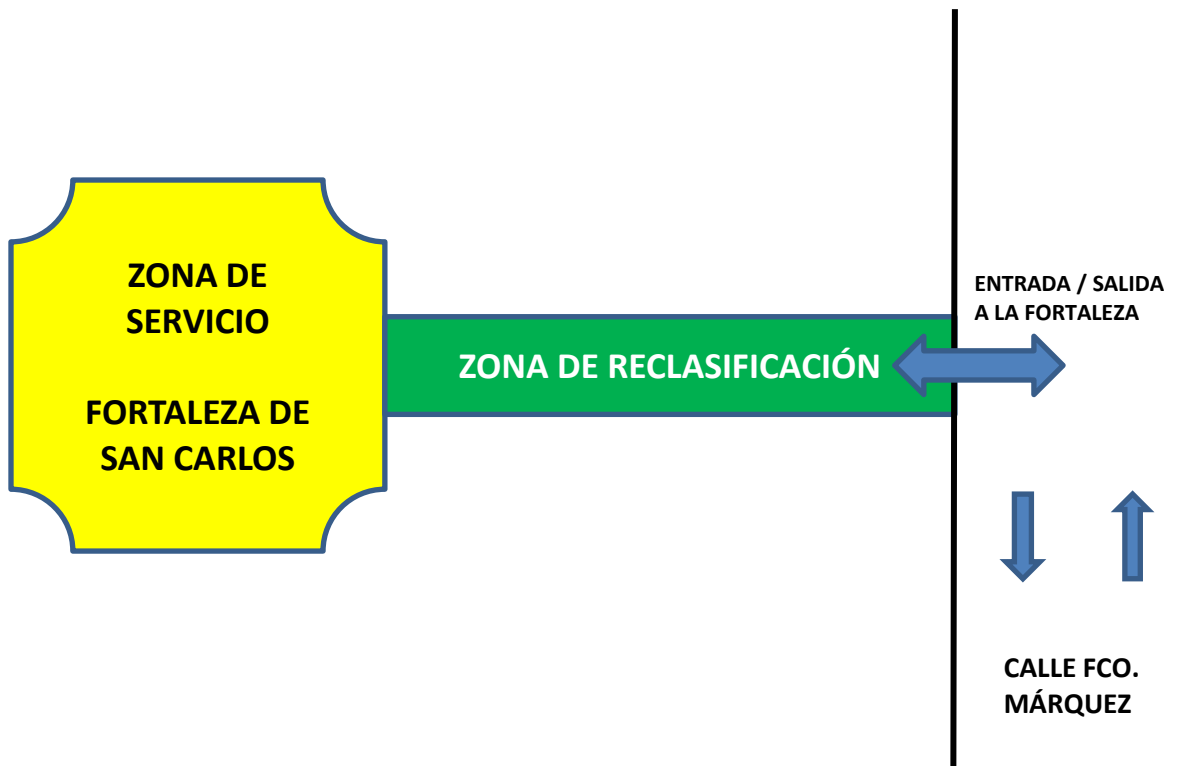 ZONA DE
SERVICIO
FORTALEZA DE
SAN CARLOS
ZONA DE RECLASIFICACIÓN
ENTRADA / SALIDA
A LA FORTALEZA
CALLE FCO.
MÁRQUEZ